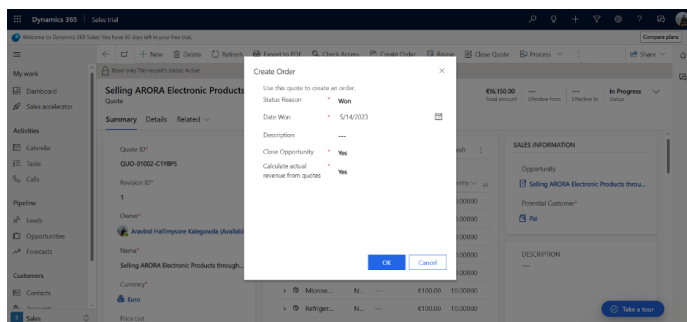 Dynamics 365 Sales trial
Welcome to Dynamics 365 Sales! You have 30 days left in your free trial.
Compare plans
New Delete Refresh Export to PDF Check Access Create Order Revise Close Quote Process Share
Read-only This record's status: Active
My work
Dashboard
Sales accelerator
Activities
Calendar
Tasks
Calls
Pipeline
Leads
Opportunities
Forecasts
Customers
Contacts
Sales
Selling ARORA Electronic Products
Quote
Summary Details Related
€36,150.00
Total amount
---
Effective from
---
Effective to
In Progress
Status
Quote ID*
QUO-01002-C1Y8P5
Revision ID*
1
Owner*
Aravind Hallimysore Kalegowda (Availabl
Name*
Selling ARORA Electronic Products through...
Currency*
Euro
Price List
Create Order
Use this quote to create an order.
Status Reason * Won
Date Won * 5/14/2023
Description ---
Close Opportunity * Yes
Calculate actual revenue from quotes * Yes
OK Cancel
Microw... N... --- €100.00 10.00000
Refriger... N... --- €100.00 10.00000
SALES INFORMATION
Opportunity
Selling ARORA Electronic Products throu...
Potential Customer*
Pai
DESCRIPTION
---
Take a tour